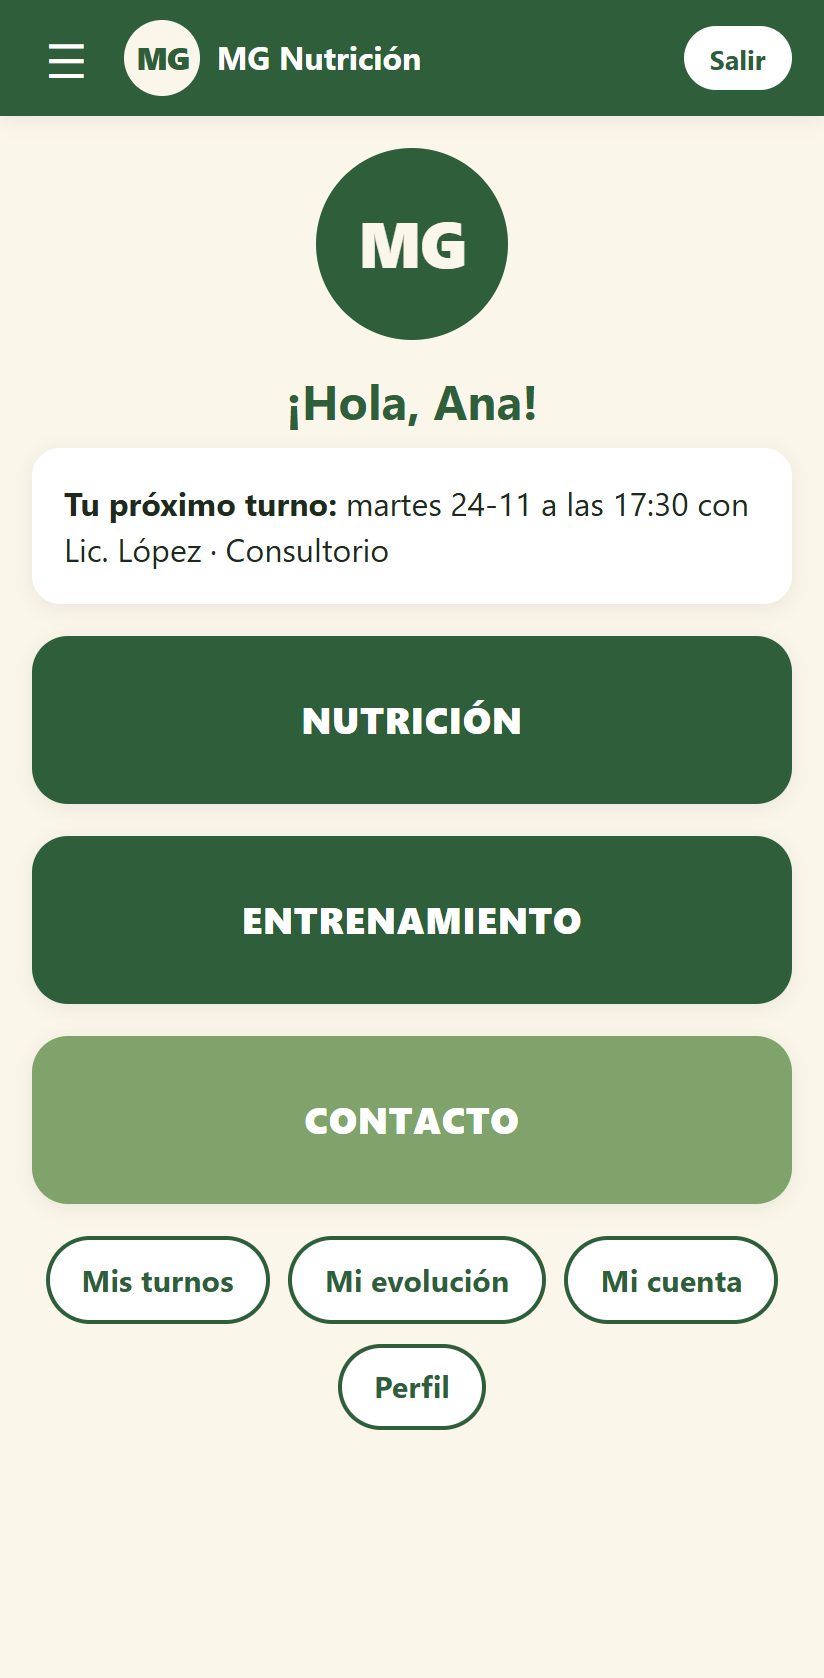 MG MG Nutrición Salir
MG
¡Hola, Ana!
Tu próximo turno: martes 24-11 a las 17:30 con
Lic. López · Consultorio
NUTRICIÓN
ENTRENAMIENTO
CONTACTO
Mis turnos Mi evolución Mi cuenta
Perfil